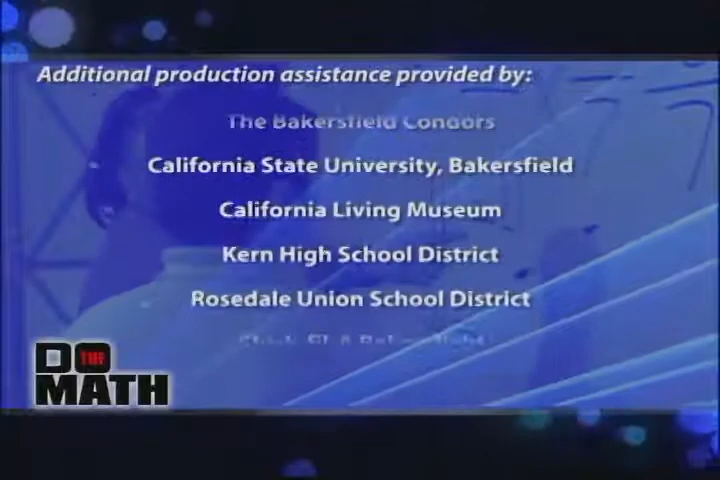 Additional production assistance provided by:
The Bakersfield Condors
California State University, Bakersfield
California Living Museum
Kern High School District
Rosedale Union School District
DO THE
MATH